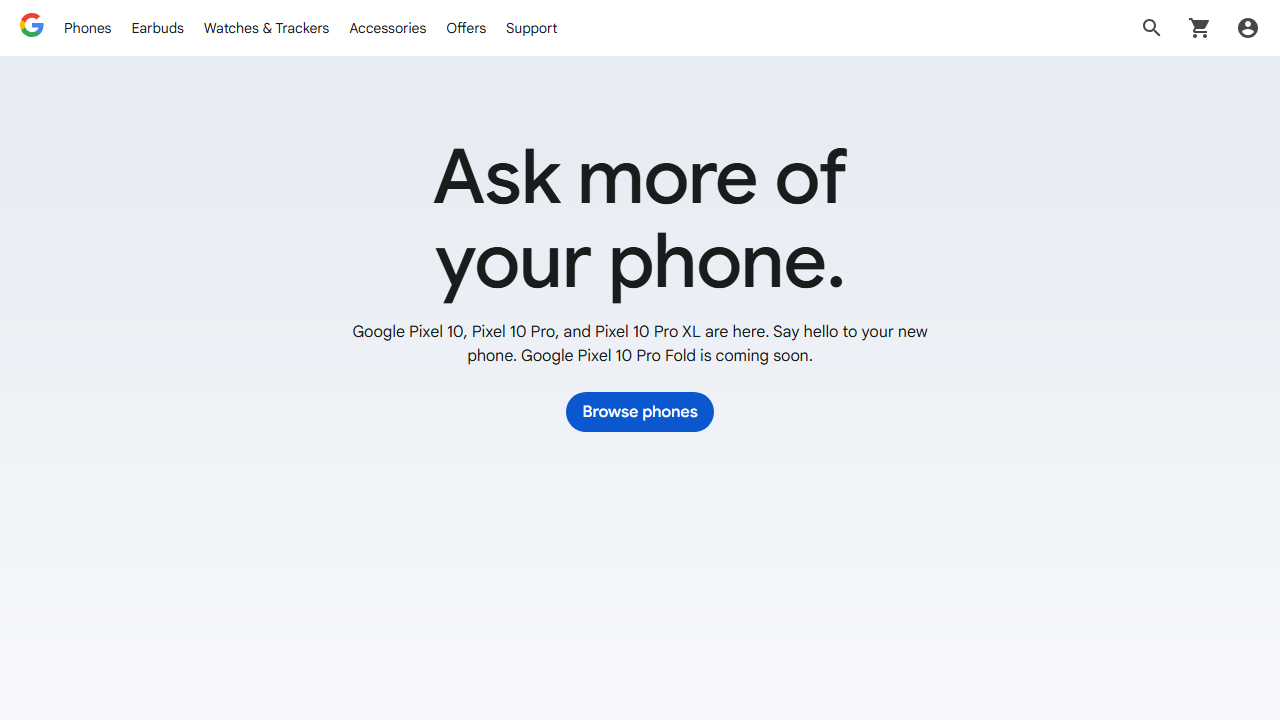 Phones Earbuds Watches & Trackers Accessories Offers Support
Ask more of
your phone.
Google Pixel 10, Pixel 10 Pro, and Pixel 10 Pro XL are here. Say hello to your new
phone. Google Pixel 10 Pro Fold is coming soon.
Browse phones